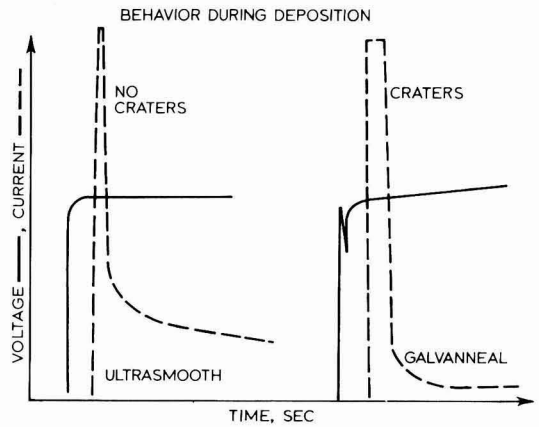 BEHAVIOR DURING DEPOSITION
NO
CRATERS
CRATERS
VOLTAGE, CURRENT
ULTRASMOOTH
GALVANNEAL
TIME, SEC